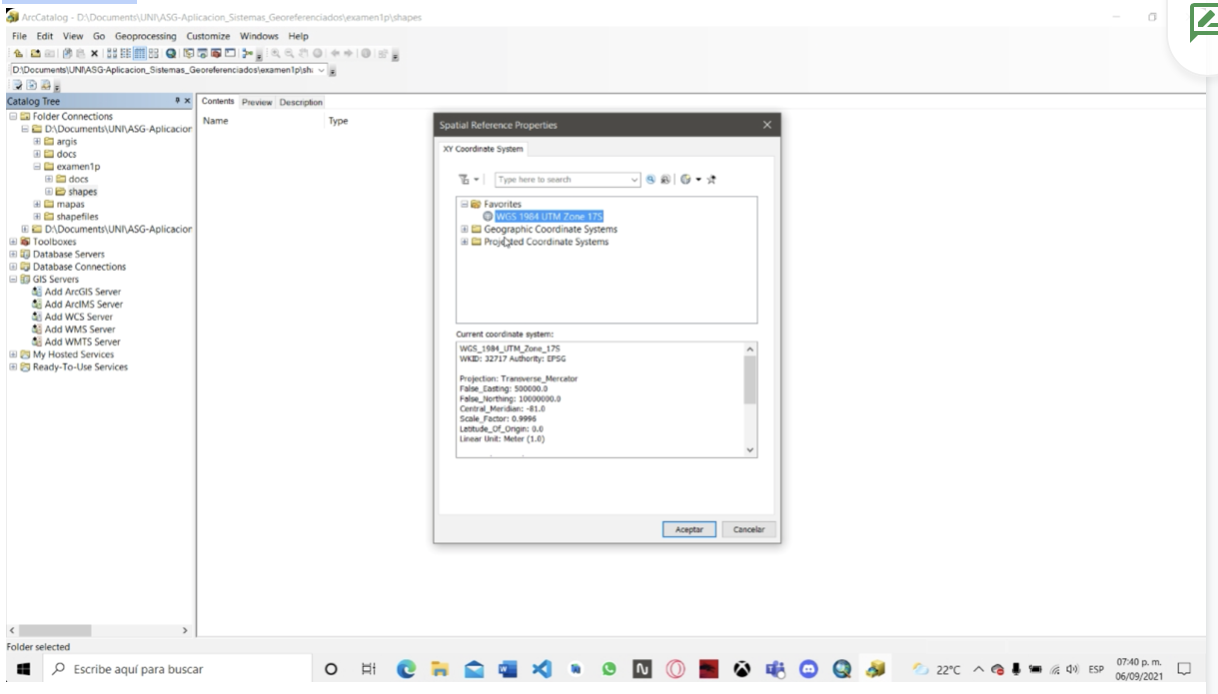 ArcCatalog - D:\Documents\UNI\ASG-Aplicacion_Sistemas_Georeferenciados\examen1p\shapes
File Edit View Go Geoprocessing Customize Windows Help
D:\Documents\UNI\ASG-Aplicacion_Sistemas_Georeferenciados\examen1p\sh
Catalog Tree
Folder Connections
D:\Documents\UNI\ASG-Aplicacion
argis
docs
examen1p
docs
shapes
mapas
shapefiles
D:\Documents\UNI\ASG-Aplicacion
Toolboxes
Database Servers
Database Connections
GIS Servers
Add ArcGIS Server
Add ArcIMS Server
Add WCS Server
Add WMS Server
Add WMTS Server
My Hosted Services
Ready-To-Use Services
Contents Preview Description
Name Type
Spatial Reference Properties
XY Coordinate System
Type here to search
Favorites
WGS 1984 UTM Zone 17S
Geographic Coordinate Systems
Projected Coordinate Systems
Current coordinate system:
WGS_1984_UTM_Zone_17S
WKID: 32717 Authority: EPSG
Projection: Transverse_Mercator
False_Easting: 500000.0
False_Northing: 10000000.0
Central_Meridian: -81.0
Scale_Factor: 0.9996
Latitude_Of_Origin: 0.0
Linear Unit: Meter (1.0)
Aceptar Cancelar
Folder selected
Escribe aquí para buscar
22°C
ESP
07:40 p. m.
06/09/2021